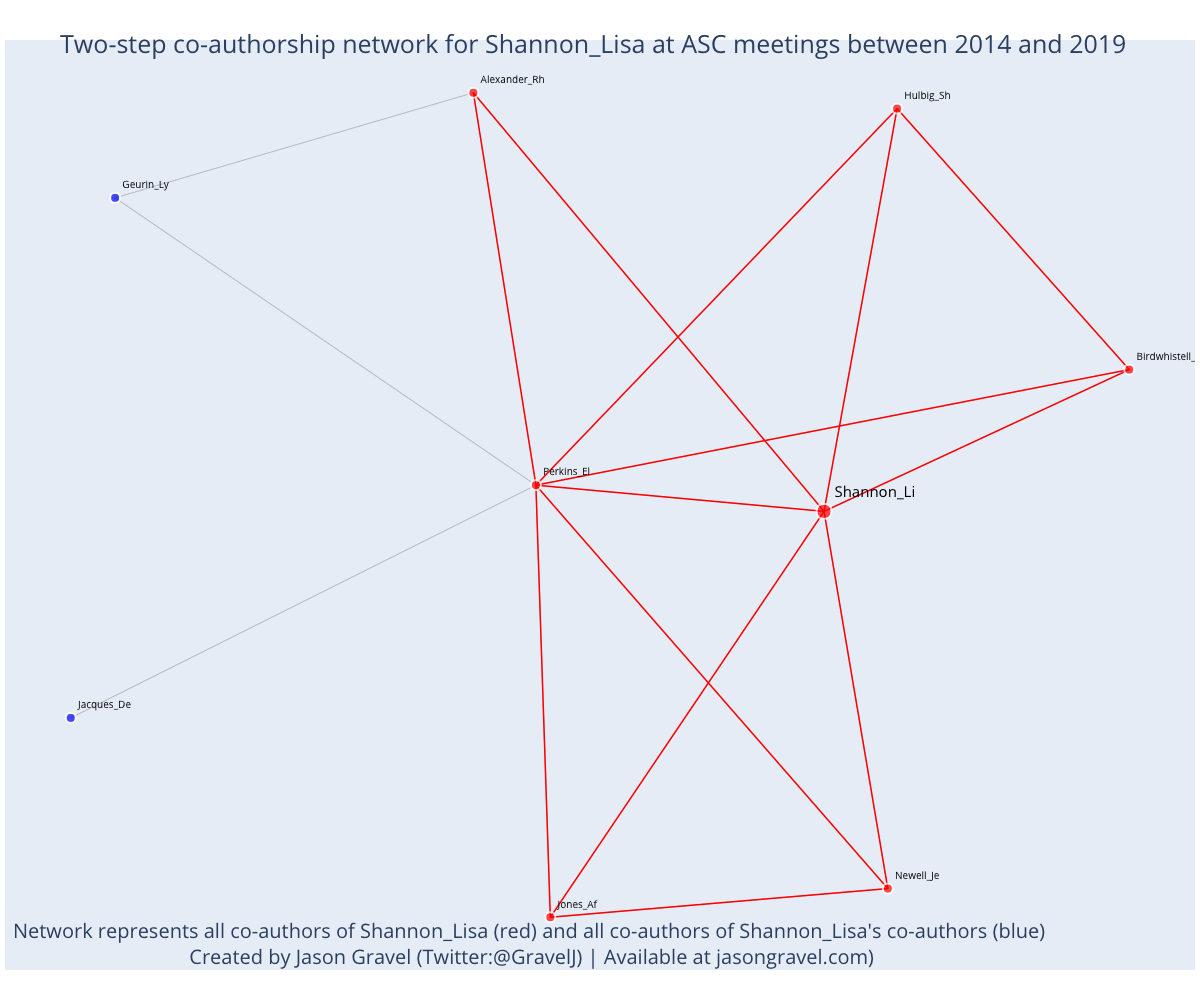 Two-step co-authorship network for Shannon_Lisa at ASC meetings between 2014 and 2019
Alexander_Rh
Hulbig_Sh
Geurin_Ly
Birdwhistell_
Perkins_El
Shannon_Li
Jacques_De
Newell_Je
Jones_Af
Network represents all co-authors of Shannon_Lisa (red) and all co-authors of Shannon_Lisa's co-authors (blue)
Created by Jason Gravel (Twitter:@GravelJ) | Available at jasongravel.com)